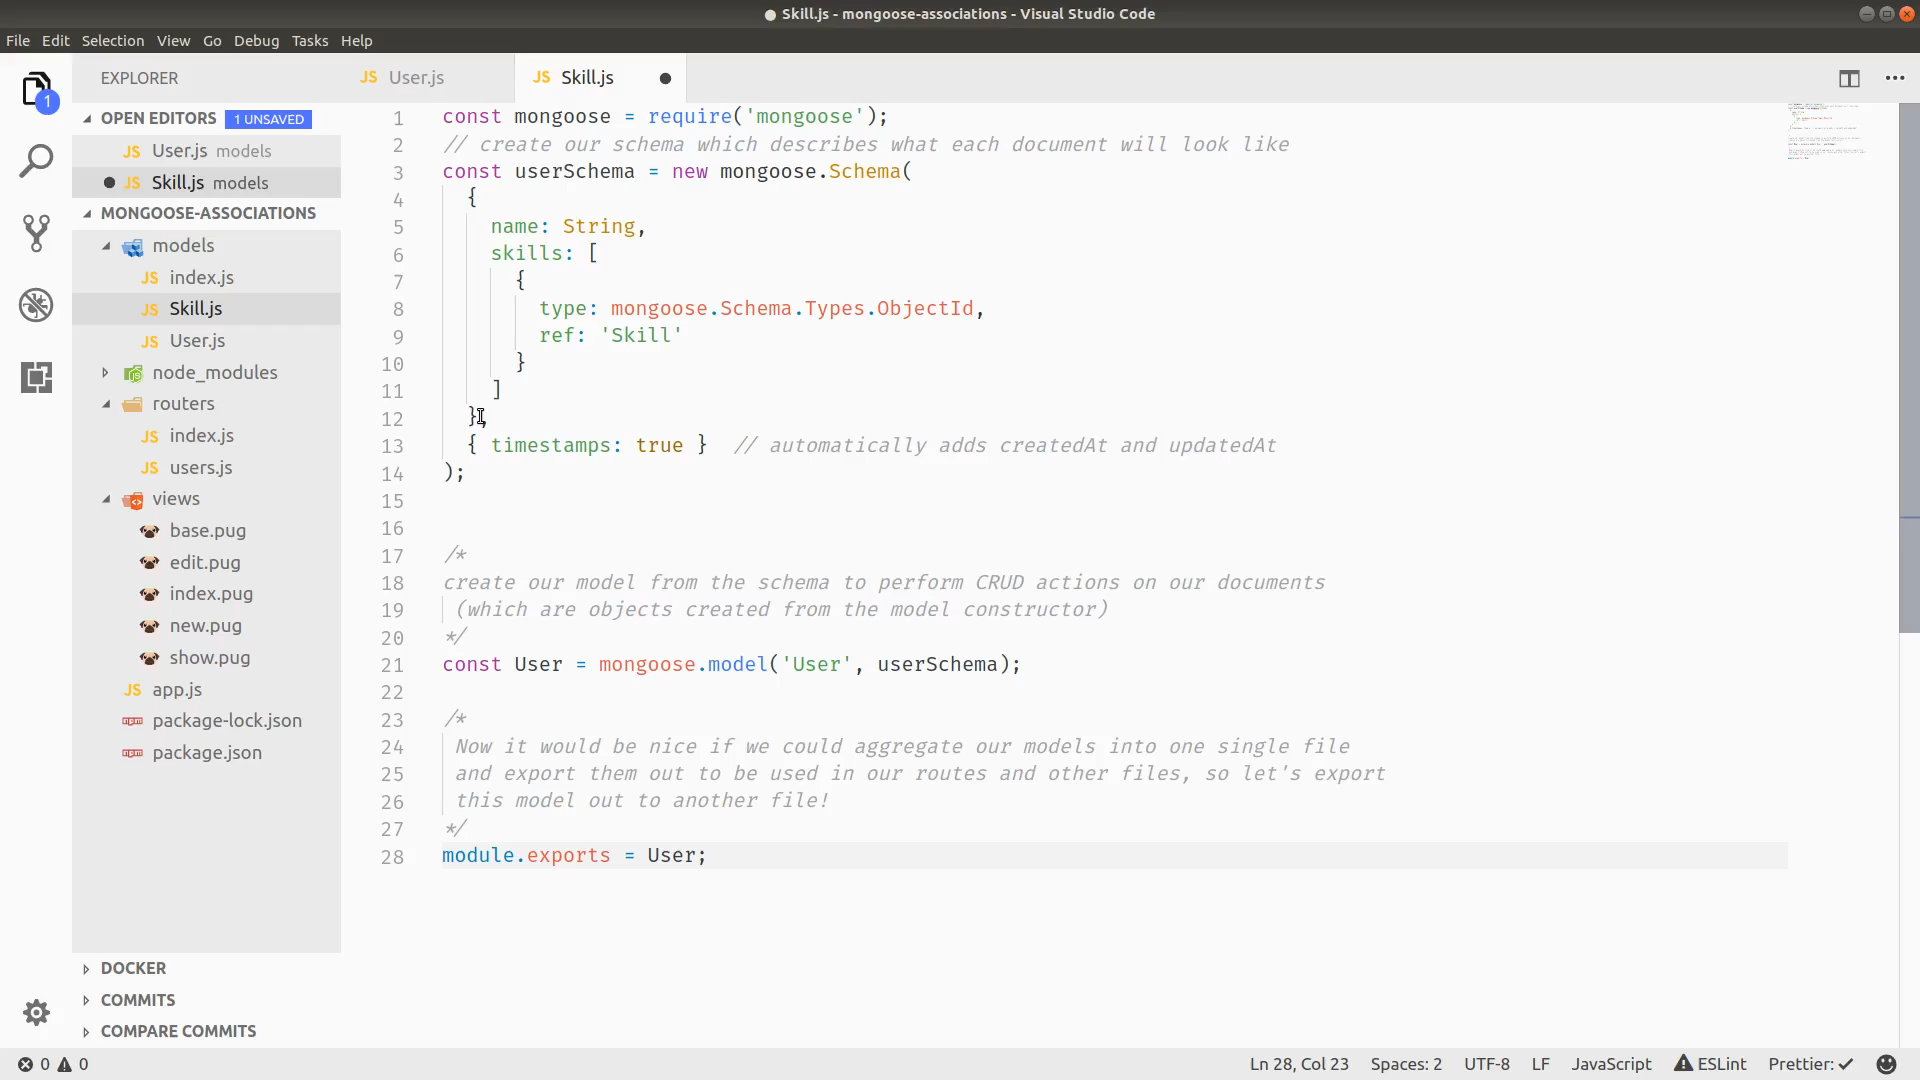 Skill.js - mongoose-associations - Visual Studio Code
File Edit Selection View Go Debug Tasks Help
EXPLORER
OPEN EDITORS 1 UNSAVED
JS User.js models
JS Skill.js models
MONGOOSE-ASSOCIATIONS
models
JS index.js
JS Skill.js
JS User.js
node_modules
routers
JS index.js
JS users.js
views
base.pug
edit.pug
index.pug
new.pug
show.pug
JS app.js
npm package-lock.json
npm package.json
DOCKER
COMMITS
COMPARE COMMITS
1
JS User.js JS Skill.js
1 const mongoose = require('mongoose');
2 // create our schema which describes what each document will look like
3 const userSchema = new mongoose.Schema(
4 {
5 name: String,
6 skills: [
7 {
8 type: mongoose.Schema.Types.ObjectId,
9 ref: 'Skill'
10 }
11 ]
12 },
13 { timestamps: true } // automatically adds createdAt and updatedAt
14 );
15
16
17 /*
18 create our model from the schema to perform CRUD actions on our documents
19 (which are objects created from the model constructor)
20 */
21 const User = mongoose.model('User', userSchema);
22
23 /*
24 Now it would be nice if we could aggregate our models into one single file
25 and export them out to be used in our routes and other files, so let's export
26 this model out to another file!
27 */
28 module.exports = User;
0 0 Ln 28, Col 23 Spaces: 2 UTF-8 LF JavaScript ESLint Prettier: ✓